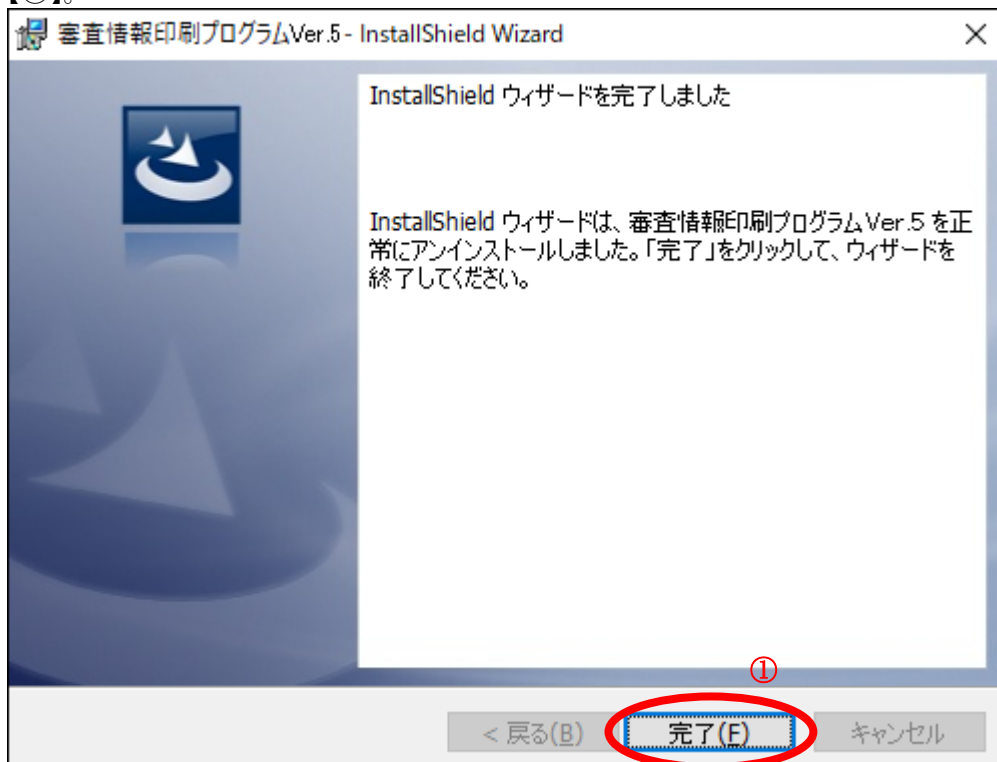 【①】。
審査情報印刷プログラムVer.5 - InstallShield Wizard
InstallShield ウィザードを完了しました
InstallShield ウィザードは、審査情報印刷プログラムVer.5 を正
常にアンインストールしました。「完了」をクリックして、ウィザードを
終了してください。
①
< 戻る(B)
完了(F)
キャンセル